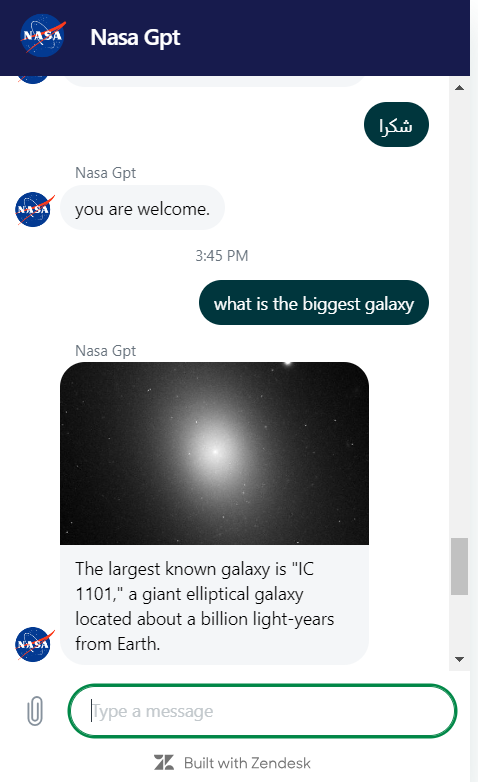 NASA Nasa Gpt
شكرا
Nasa Gpt
NASA you are welcome.
3:45 PM
what is the biggest galaxy
Nasa Gpt
The largest known galaxy is "IC
1101," a giant elliptical galaxy
located about a billion light-years
NASA from Earth.
Type a message
Built with Zendesk